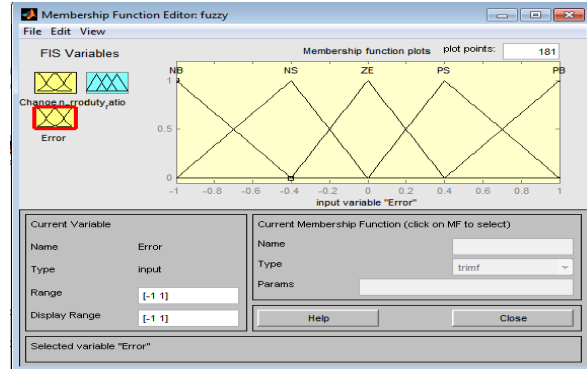 Membership Function Editor: fuzzy
File Edit View
FIS Variables
Membership function plots plot points: 181
NB NS ZE PS PB
1
0.5
0
Change.n_rroduty_ratio
Error
-1 -0.8 -0.6 -0.4 -0.2 0 0.2 0.4 0.6 0.8 1
input variable "Error"
Current Variable
Name Error
Type input
Range [-1 1]
Display Range [-1 1]
Current Membership Function (click on MF to select)
Name
Type trimf
Params
Help Close
Selected variable "Error"